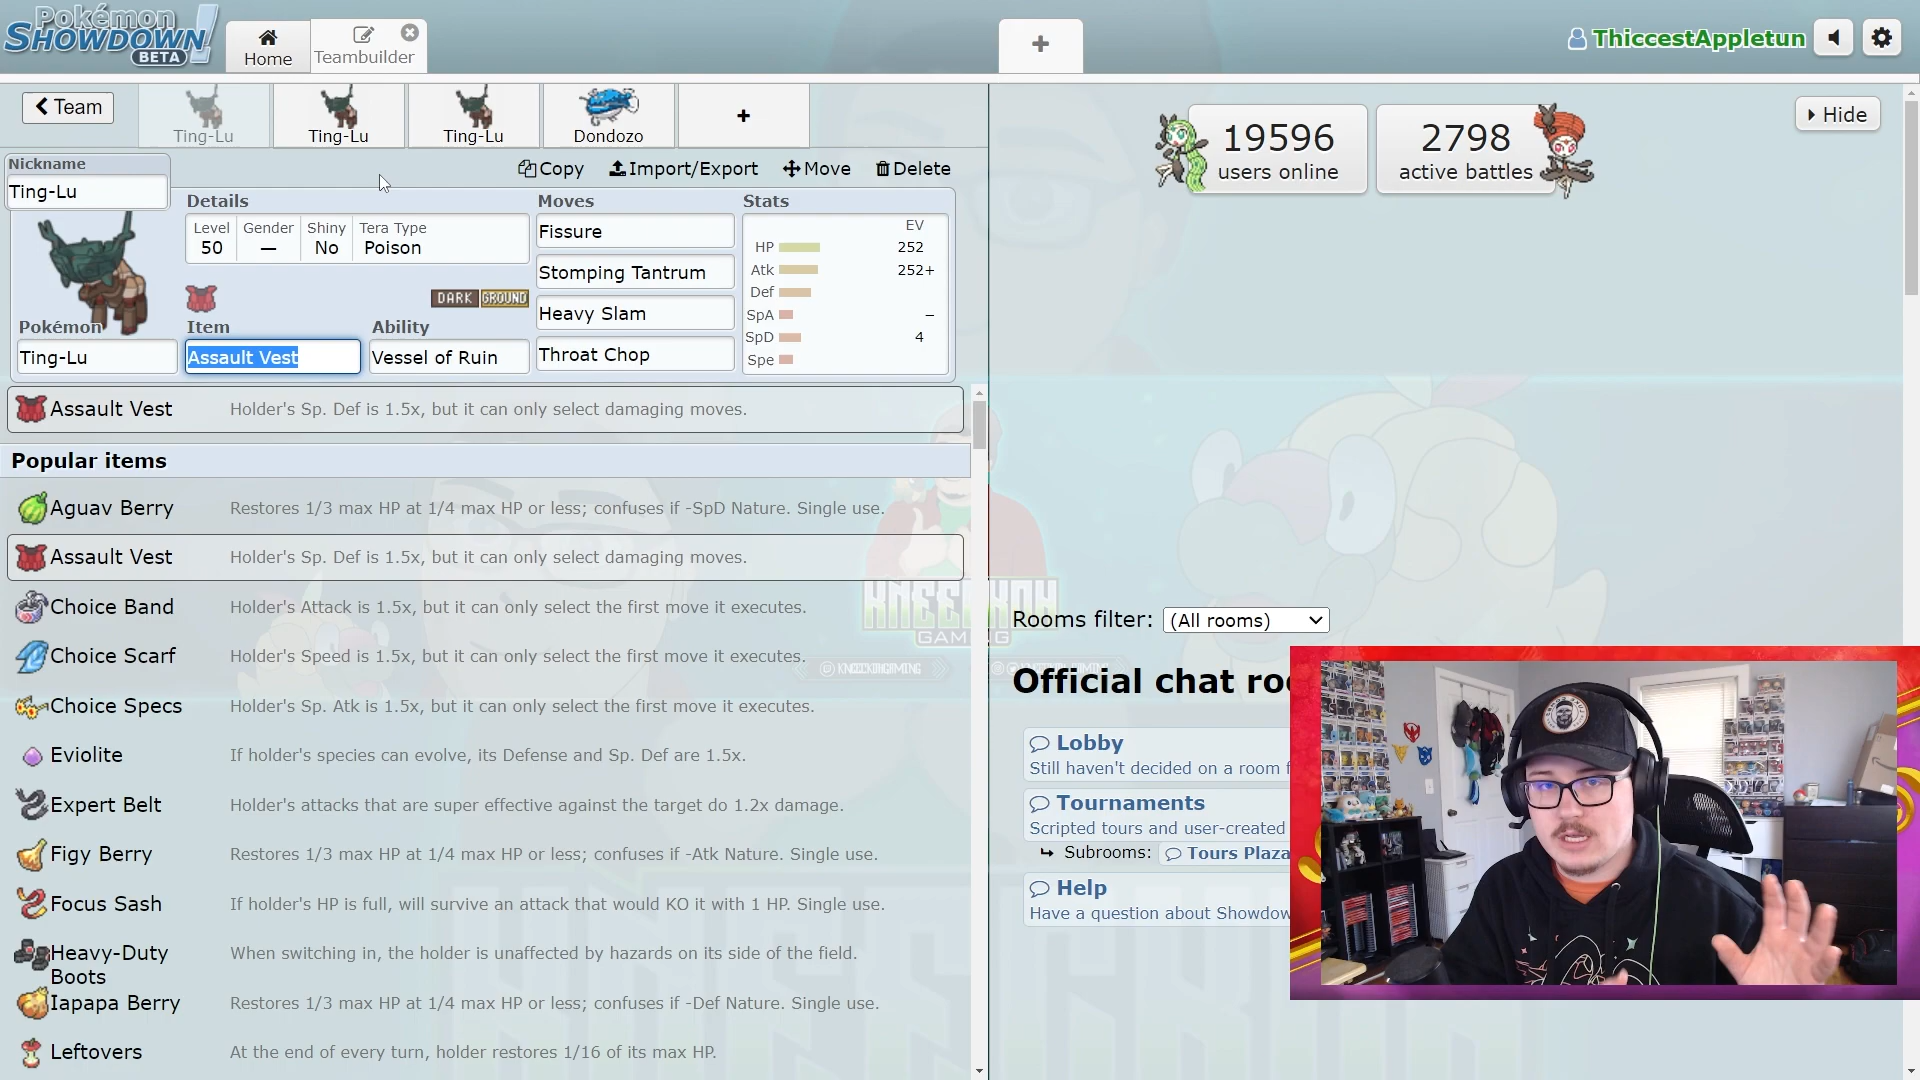 Pokémon
SHOWDOWN!
BETA
Home
Teambuilder
+
ThiccestAppletun
Team
Ting-Lu
Ting-Lu
Ting-Lu
Dondozo
+
19596
users online
2798
active battles
Hide
Nickname
Ting-Lu
Copy
Import/Export
Move
Delete
Details
Level
50
Gender
—
Shiny
No
Tera Type
Poison
DARK GROUND
Pokémon
Ting-Lu
Item
Assault Vest
Ability
Vessel of Ruin
Moves
Fissure
Stomping Tantrum
Heavy Slam
Throat Chop
Stats
EV
HP 252
Atk 252+
Def
SpA –
SpD 4
Spe
Assault Vest Holder's Sp. Def is 1.5x, but it can only select damaging moves.
Popular items
Aguav Berry Restores 1/3 max HP at 1/4 max HP or less; confuses if -SpD Nature. Single use.
Assault Vest Holder's Sp. Def is 1.5x, but it can only select damaging moves.
Choice Band Holder's Attack is 1.5x, but it can only select the first move it executes.
Choice Scarf Holder's Speed is 1.5x, but it can only select the first move it executes.
Choice Specs Holder's Sp. Atk is 1.5x, but it can only select the first move it executes.
Eviolite If holder's species can evolve, its Defense and Sp. Def are 1.5x.
Expert Belt Holder's attacks that are super effective against the target do 1.2x damage.
Figy Berry Restores 1/3 max HP at 1/4 max HP or less; confuses if -Atk Nature. Single use.
Focus Sash If holder's HP is full, will survive an attack that would KO it with 1 HP. Single use.
Heavy-Duty Boots When switching in, the holder is unaffected by hazards on its side of the field.
Iapapa Berry Restores 1/3 max HP at 1/4 max HP or less; confuses if -Def Nature. Single use.
Leftovers At the end of every turn, holder restores 1/16 of its max HP.
GAMING
Rooms filter: (All rooms)
Official chat ro
Lobby
Still haven't decided on a room f
Tournaments
Scripted tours and user-created
Subrooms: Tours Plaza
Help
Have a question about Showdow